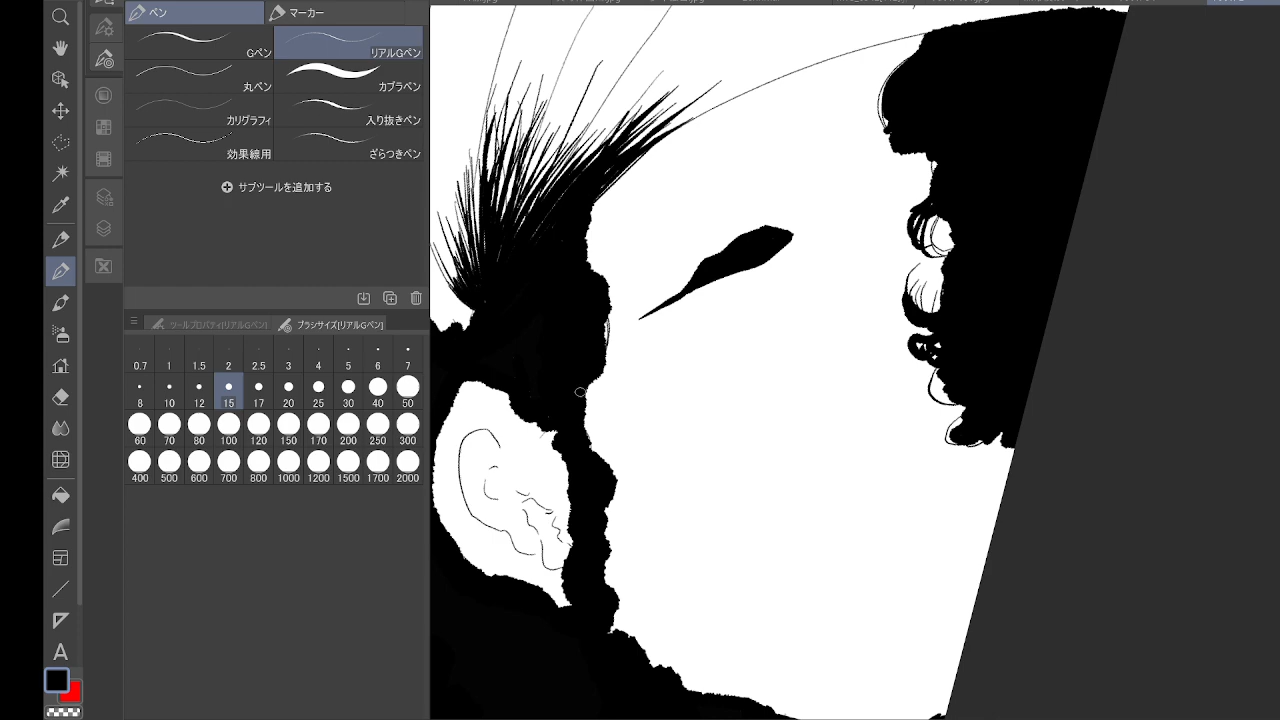 ペン マーカー
Gペン リアルGペン
丸ペン カブラペン
カリグラフィ 入り抜きペン
効果線用 ざらつきペン
サブツールを追加する
ツールプロパティ[リアルGペン] ブラシサイズ[リアルGペン]
0.7 1 1.5 2 2.5 3 4 5 6 7
8 10 12 15 17 20 25 30 40 50
60 70 80 100 120 150 170 200 250 300
400 500 600 700 800 1000 1200 1500 1700 2000
A